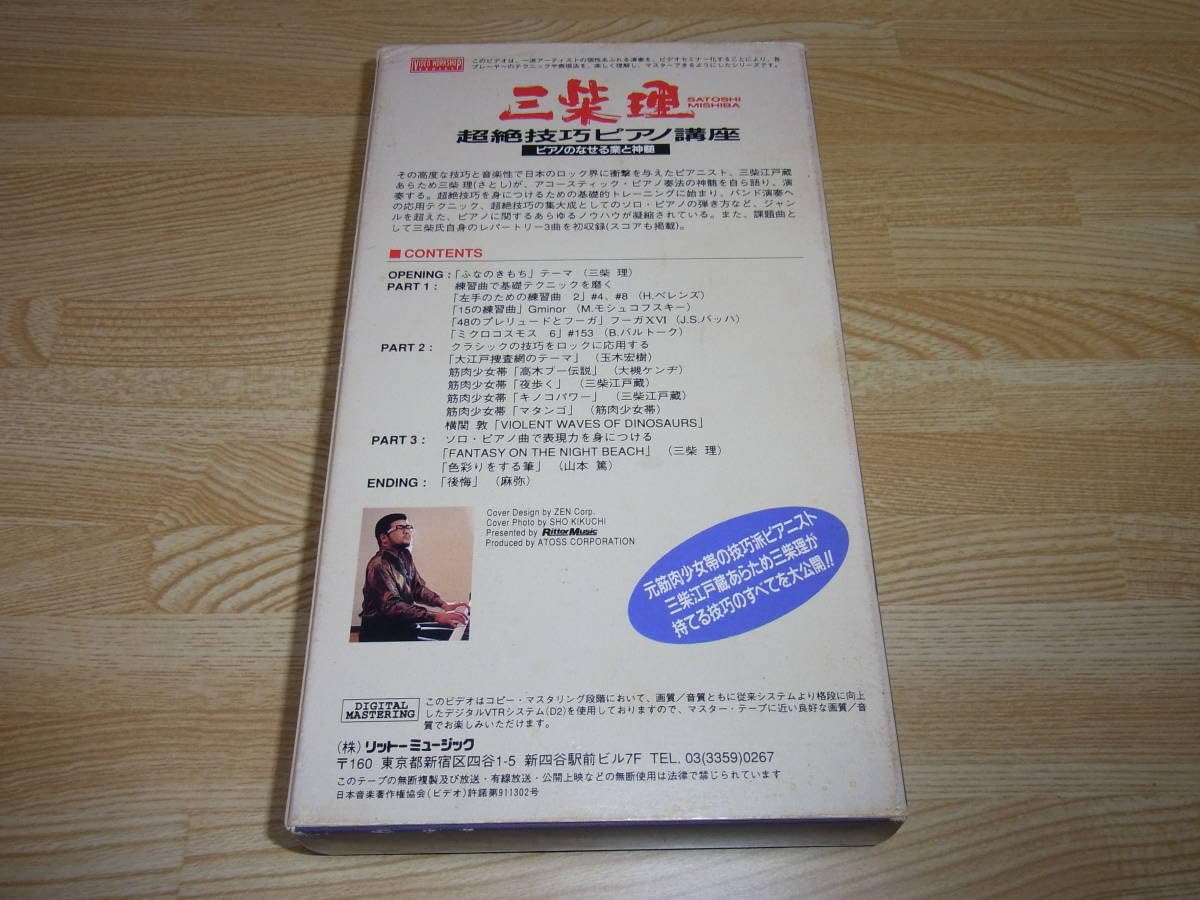 VIDEO WORKSHOP
このビデオは、一流アーティストの個性あふれる演奏を、ビデオセミナー化することにより、各
プレーヤーのテクニックや表現法を、楽しく理解し、マスターできるようにしたシリーズです。
三柴理 SATOSHI MISHIBA
超絶技巧ピアノ講座
ピアノのなせる業と神髄
その高度な技巧と音楽性で日本のロック界に衝撃を与えたピアニスト、三柴江戸蔵
あらため三柴 理(さとし)が、アコースティック・ピアノ奏法の神髄を自ら語り、演
奏する。超絶技巧を身につけるための基礎的トレーニングに始まり、バンド演奏へ
の応用テクニック、超絶技巧の集大成としてのソロ・ピアノの弾き方など、ジャン
ルを超えた、ピアノに関するあらゆるノウハウが凝縮されている。また、課題曲と
して三柴氏自身のレパートリー3曲を初収録(スコアも掲載)。
■ CONTENTS
OPENING:「ふなのきもち」テーマ (三柴 理)
PART 1: 練習曲で基礎テクニックを磨く
「左手のための練習曲 2」#4、#8 (H.ベレンズ)
「15の練習曲」Gminor (M.モシュコフスキー)
「48のプレリュードとフーガ」フーガXVI (J.S.バッハ)
「ミクロコスモス 6」#153 (B.バルトーク)
PART 2: クラシックの技巧をロックに応用する
「大江戸捜査網のテーマ」 (玉木宏樹)
筋肉少女帯「高木ブー伝説」 (大槻ケンヂ)
筋肉少女帯「夜歩く」 (三柴江戸蔵)
筋肉少女帯「キノコパワー」 (三柴江戸蔵)
筋肉少女帯「マタンゴ」 (筋肉少女帯)
横関 敦「VIOLENT WAVES OF DINOSAURS」
PART 3: ソロ・ピアノ曲で表現力を身につける
「FANTASY ON THE NIGHT BEACH」 (三柴 理)
「色彩りをする筆」 (山本 篤)
ENDING: 「後悔」 (麻弥)
Cover Design by ZEN Corp.
Cover Photo by SHO KIKUCHI
Presented by RittorMusic
Produced by ATOSS CORPORATION
元筋肉少女帯の技巧派ピアニスト
三柴江戸蔵あらため三柴理が
持てる技巧のすべてを大公開!!
DIGITAL MASTERING
このビデオはコピー・マスタリング段階において、画質/音質ともに従来システムより格段に向上
したデジタルVTRシステム(D2)を使用しておりますので、マスター・テープに近い良好な画質/音
質でお楽しみいただけます。
(株) リットーミュージック
〒160 東京都新宿区四谷1-5 新四谷駅前ビル7F TEL. 03(3359)0267
このテープの無断複製及び放送・有線放送・公開上映などの無断使用は法律で禁じられています
日本音楽著作権協会(ビデオ)許諾第911302号